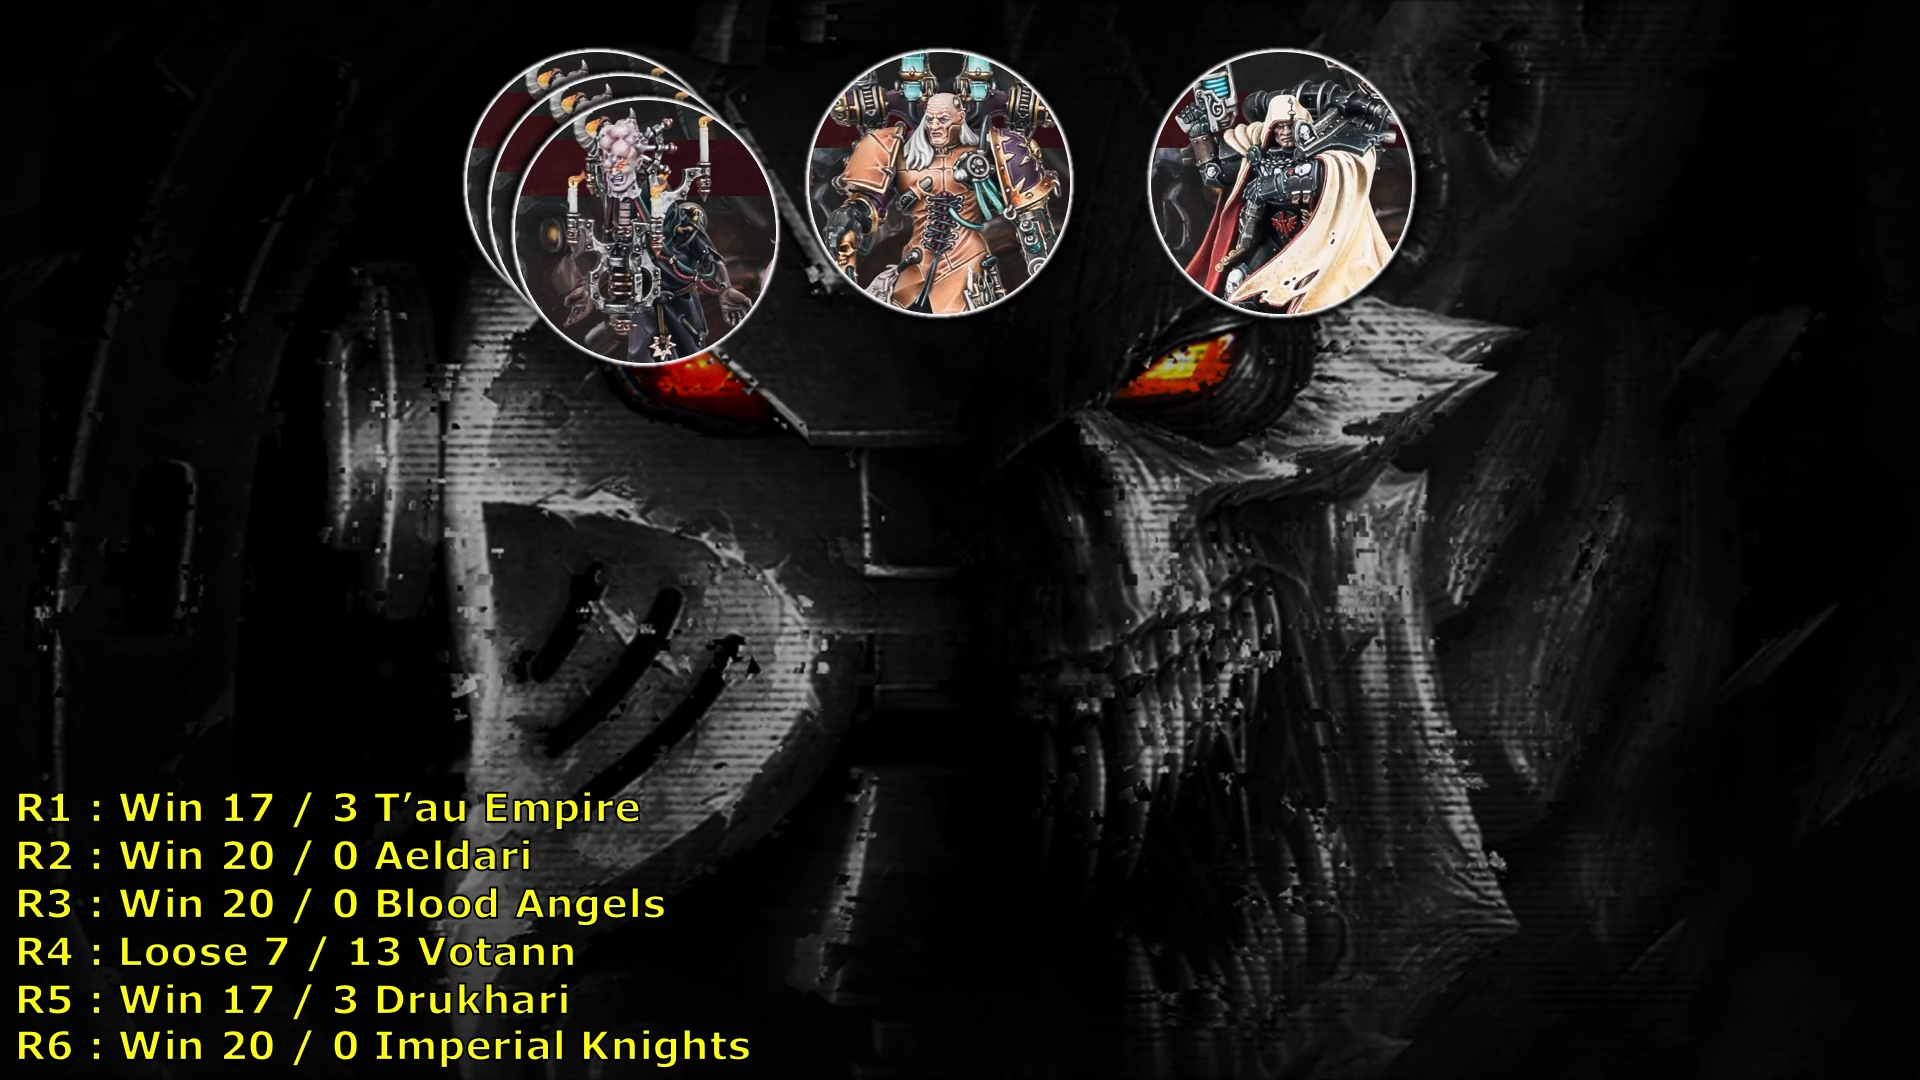 R1 : Win 17 / 3 T’au Empire
R2 : Win 20 / 0 Aeldari
R3 : Win 20 / 0 Blood Angels
R4 : Loose 7 / 13 Votann
R5 : Win 17 / 3 Drukhari
R6 : Win 20 / 0 Imperial Knights